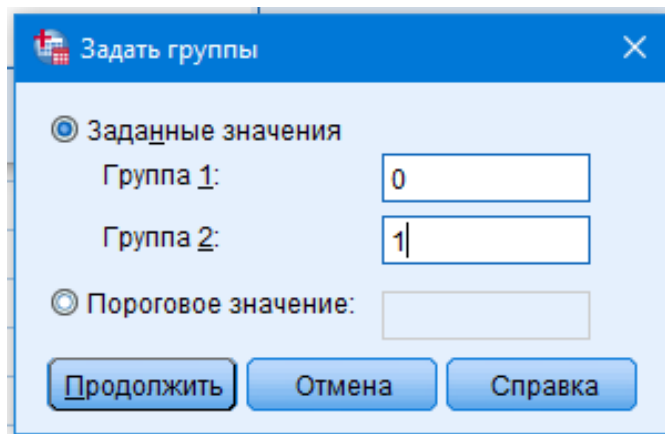 Задать группы
Заданные значения
Группа 1:
0
Группа 2:
1
Пороговое значение:
Продолжить
Отмена
Справка